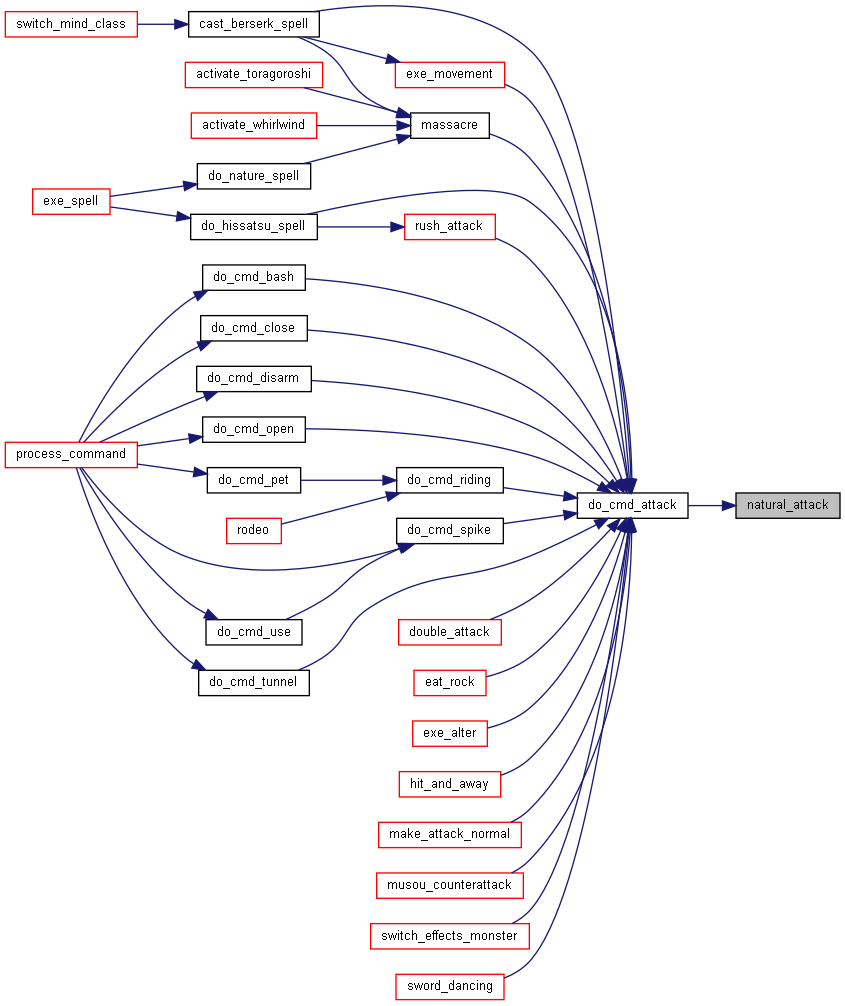 switch_mind_class
cast_berserk_spell
activate_toragoroshi
exe_movement
activate_whirlwind
massacre
do_nature_spell
exe_spell
do_hissatsu_spell
rush_attack
do_cmd_bash
do_cmd_close
do_cmd_disarm
do_cmd_open
process_command
do_cmd_pet
do_cmd_riding
do_cmd_attack
natural_attack
rodeo
do_cmd_spike
do_cmd_use
double_attack
do_cmd_tunnel
eat_rock
exe_alter
hit_and_away
make_attack_normal
musou_counterattack
switch_effects_monster
sword_dancing